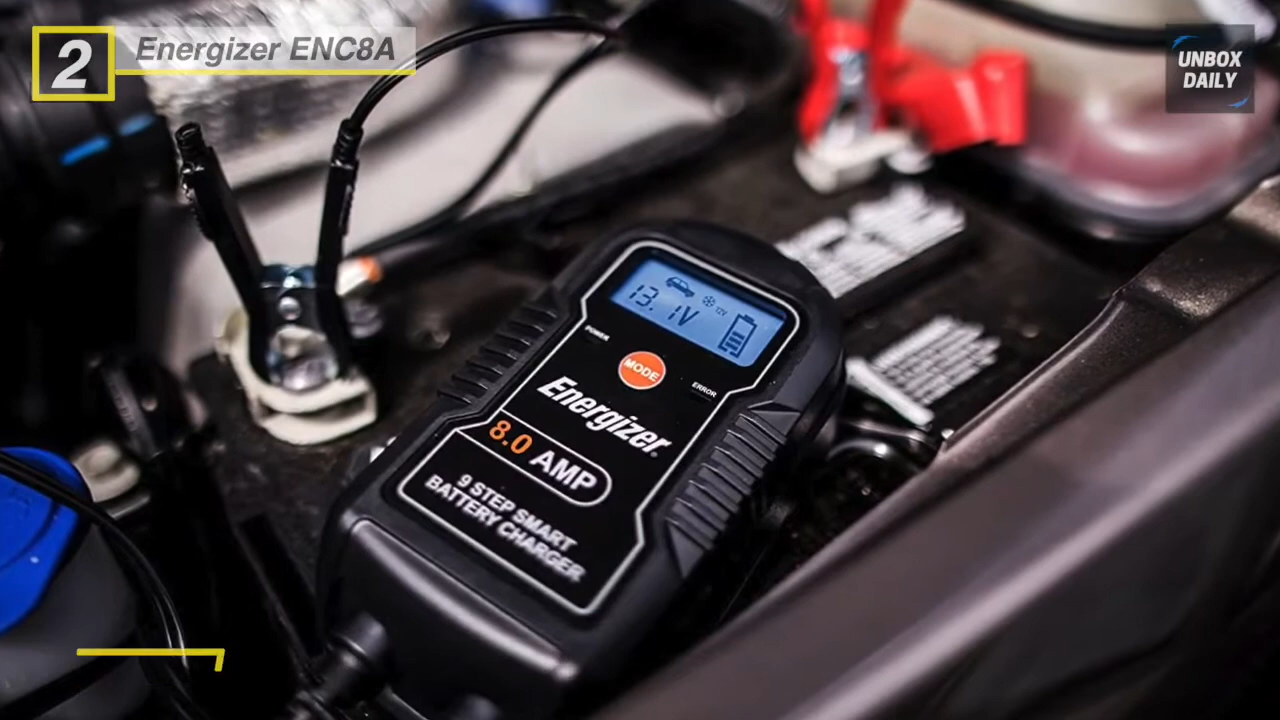 2
Energizer ENC8A
UNBOX
DAILY
12V
13.1V
POWER
MODE
ERROR
Energizer
8.0 AMP
9 STEP SMART
BATTERY CHARGER